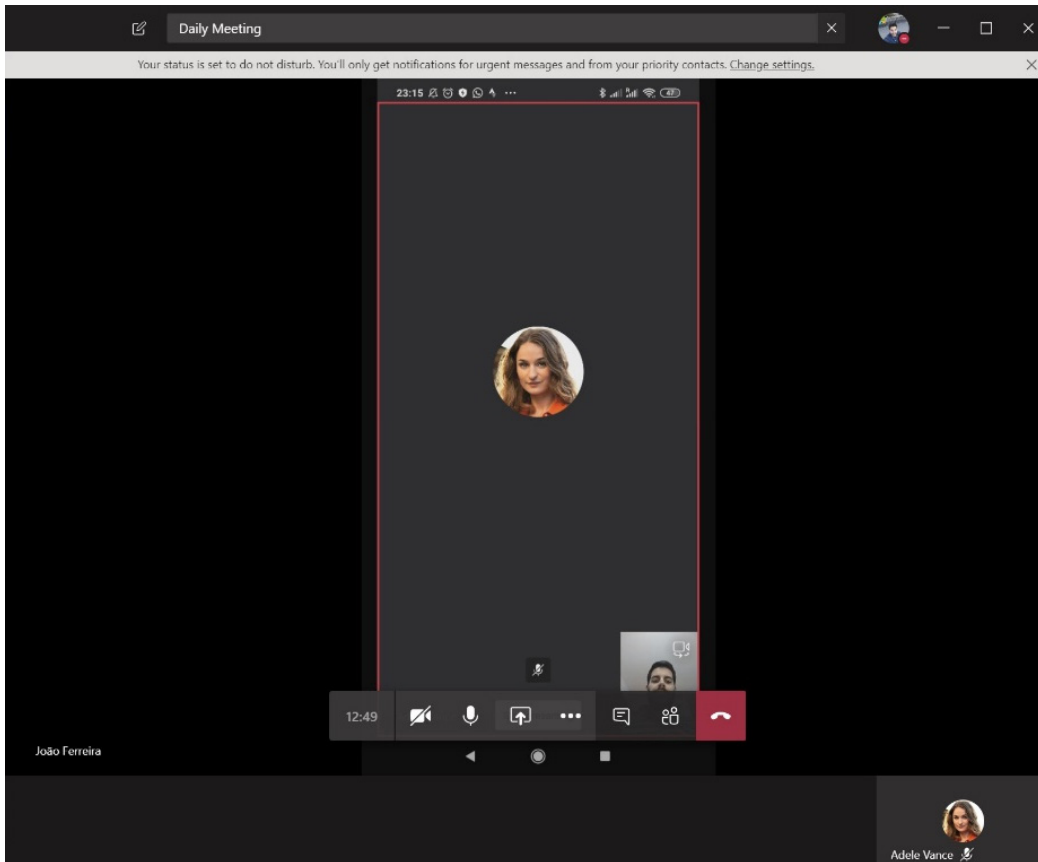 Daily Meeting
Your status is set to do not disturb. You'll only get notifications for urgent messages and from your priority contacts. Change settings.
23:15
47
12:49
João Ferreira
Adele Vance